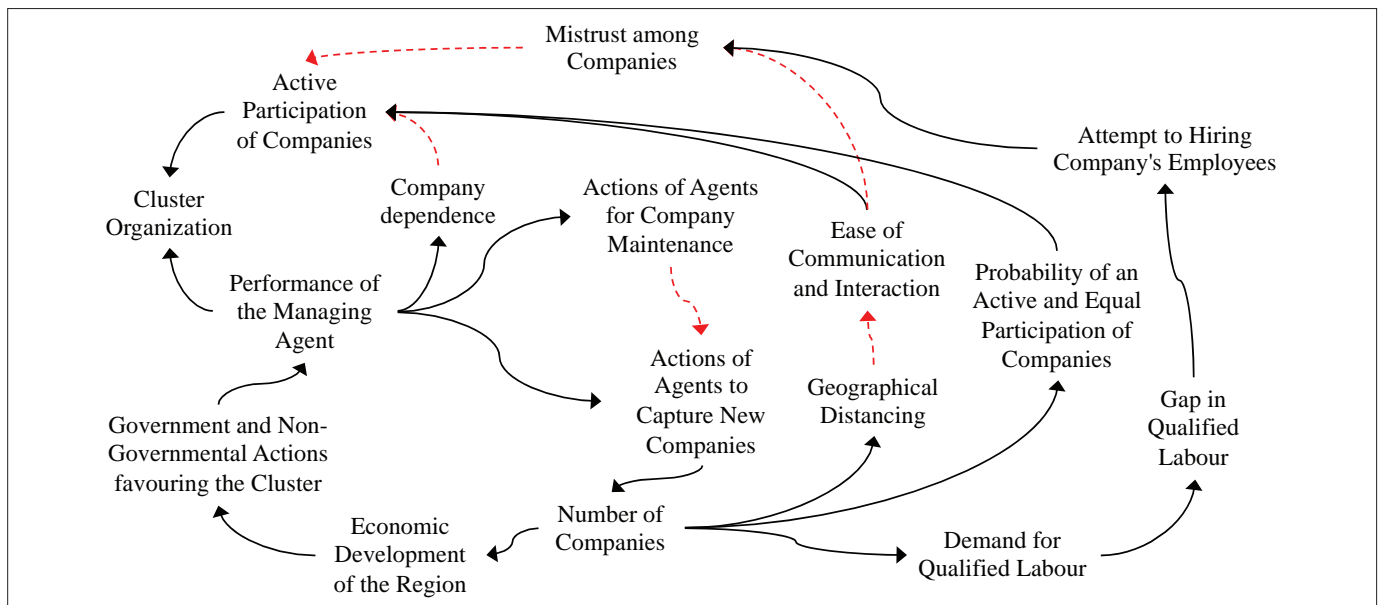 Mistrust among
Companies
Active
Participation
of Companies
Attempt to Hiring
Company's Employees
Cluster
Organization
Company
dependence
Actions of Agents
for Company
Maintenance
Ease of
Communication
and Interaction
Probability of an
Active and Equal
Participation of
Companies
Performance of
the Managing
Agent
Actions of
Agents to
Capture New
Companies
Geographical
Distancing
Gap in
Qualified
Labour
Government and Non-
Governmental Actions
favouring the Cluster
Number of
Companies
Economic
Development
of the Region
Demand for
Qualified Labour